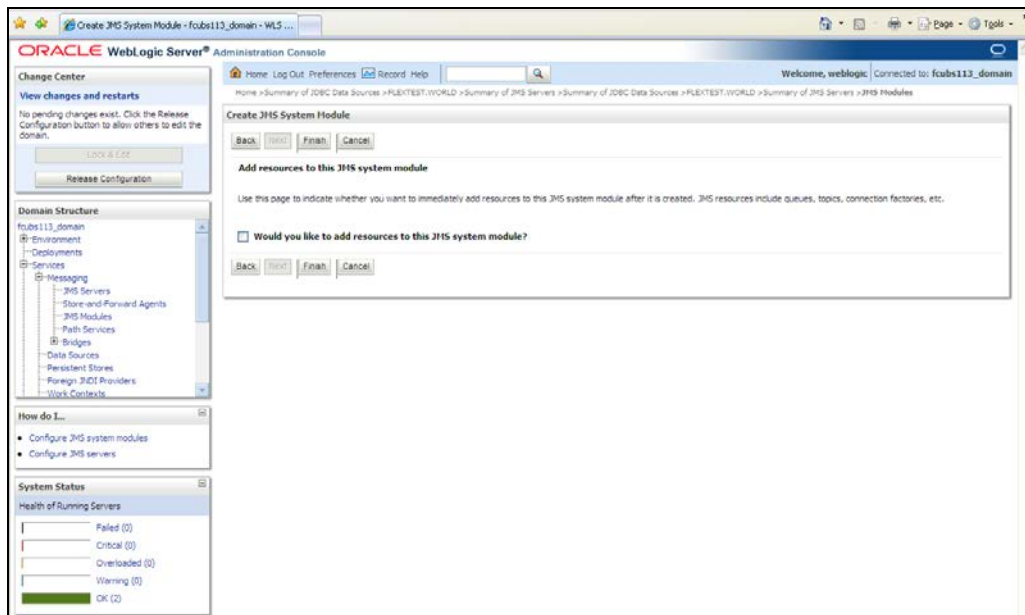 Create JMS System Module - fcubs113_domain - WLS ...
Page
Tools
ORACLE WebLogic Server® Administration Console
Change Center
View changes and restarts
No pending changes exist. Click the Release
Configuration button to allow others to edit the
domain.
Lock & Edit
Release Configuration
Domain Structure
fcubs113_domain
Environment
Deployments
Services
Messaging
JMS Servers
Store-and-Forward Agents
JMS Modules
Path Services
Bridges
Data Sources
Persistent Stores
Foreign JNDI Providers
Work Contexts
How do I...
Configure JMS system modules
Configure JMS servers
System Status
Health of Running Servers
Failed (0)
Critical (0)
Overloaded (0)
Warning (0)
OK (2)
Home Log Out Preferences Record Help
Welcome, weblogic Connected to: fcubs113_domain
Home >Summary of JDBC Data Sources >FLEXTEST.WORLD >Summary of JMS Servers >Summary of JDBC Data Sources >FLEXTEST.WORLD >Summary of JMS Servers >JMS Modules
Create JMS System Module
Back Next Finish Cancel
Add resources to this JMS system module
Use this page to indicate whether you want to immediately add resources to this JMS system module after it is created. JMS resources include queues, topics, connection factories, etc.
Would you like to add resources to this JMS system module?
Back Next Finish Cancel